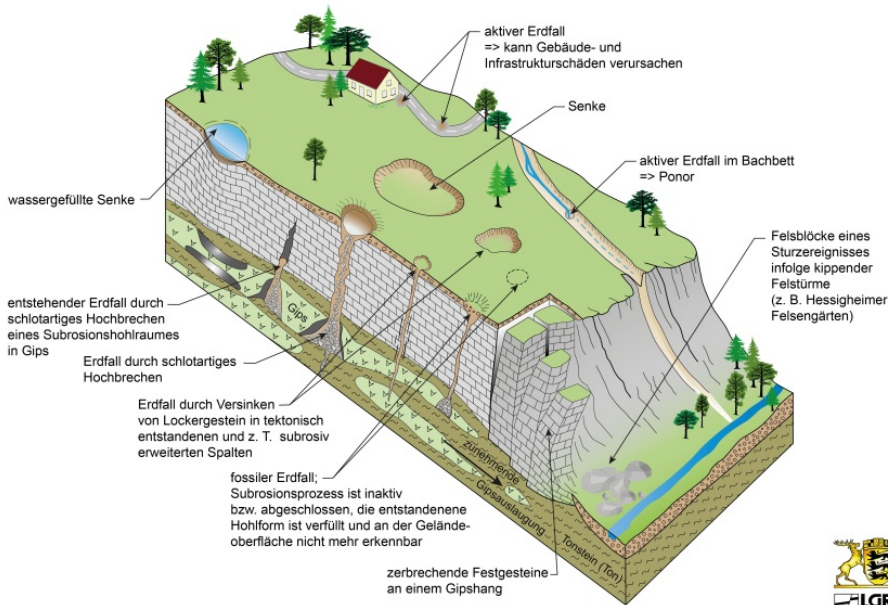 aktiver Erdfall
=> kann Gebäude- und
Infrastrukturschäden verursachen
Senke
aktiver Erdfall im Bachbett
=> Ponor
wassergefüllte Senke
Felsblöcke eines
Sturzereignisses
infolge kippender
Felstürme
(z. B. Hessigheimer
Felsengärten)
entstehender Erdfall durch
schlotartiges Hochbrechen
eines Subrosionshohlraumes
in Gips
Gips
Erdfall durch schlotartiges
Hochbrechen
Erdfall durch Versinken
von Lockergestein in tektonisch
entstandenen und z. T. subrosiv
erweiterten Spalten
zunehmende
Gipsauslaugung
Tonstein (Ton)
fossiler Erdfall;
Subrosionsprozess ist inaktiv
bzw. abgeschlossen, die entstandenene
Hohlform ist verfüllt und an der Gelände-
oberfläche nicht mehr erkennbar
zerbrechende Festgesteine
an einem Gipshang
LGRB